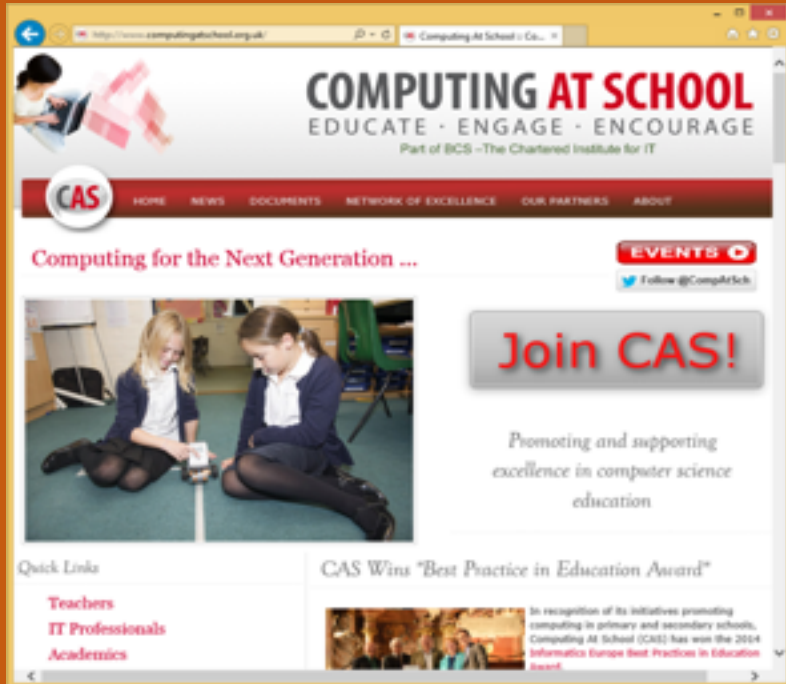 http://www.computingatschool.org.uk/
Computing At School :: Co...
COMPUTING AT SCHOOL
EDUCATE · ENGAGE · ENCOURAGE
Part of BCS –The Chartered Institute for IT
CAS
HOME NEWS DOCUMENTS NETWORK OF EXCELLENCE OUR PARTNERS ABOUT
Computing for the Next Generation ...
EVENTS
Follow @CompAtSch
Join CAS!
Promoting and supporting
excellence in computer science
education
Quick Links
Teachers
IT Professionals
Academics
CAS Wins "Best Practice in Education Award"
In recognition of its initiatives promoting
computing in primary and secondary schools,
Computing At School (CAS) has won the 2014
Informatics Europe Best Practices in Education
Award.